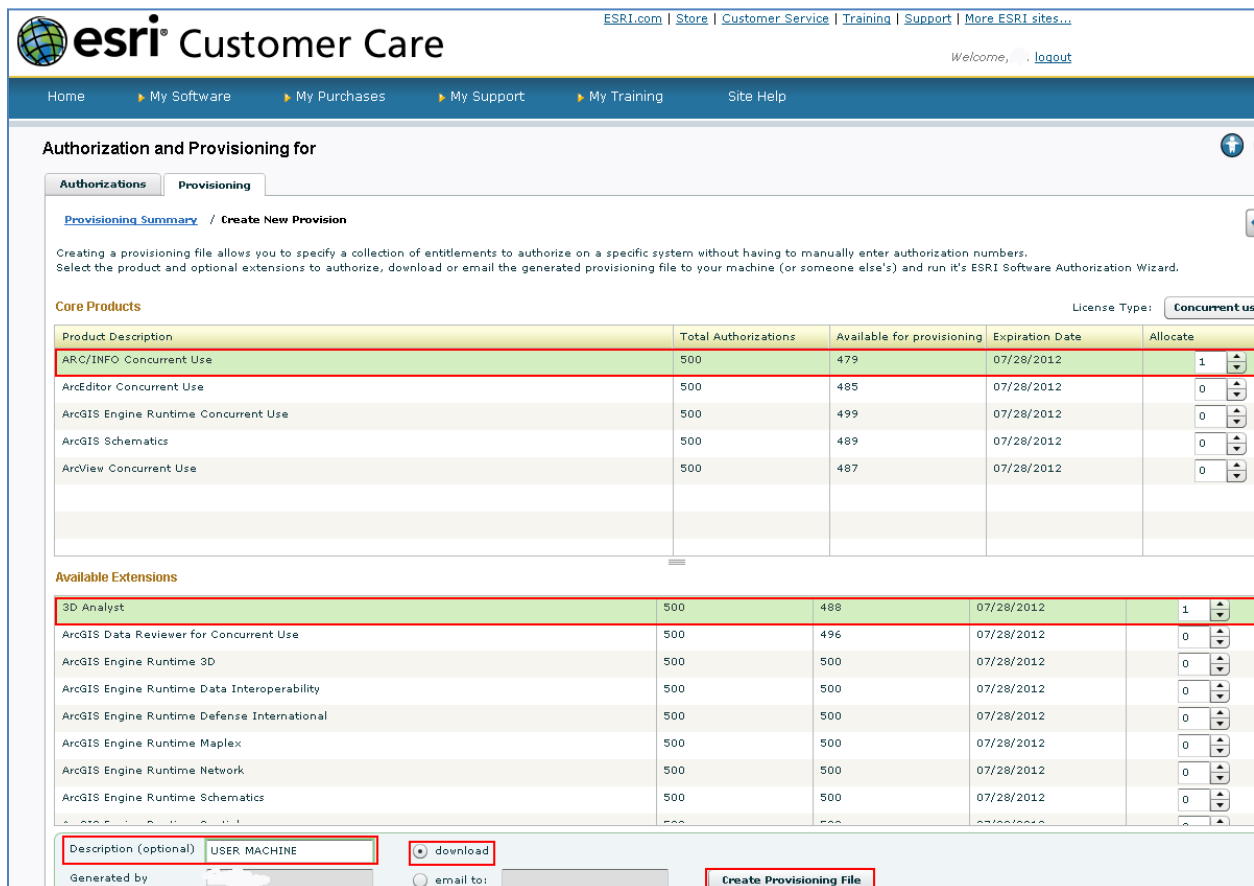 ESRI.com | Store | Customer Service | Training | Support | More ESRI sites...
esri® Customer Care
Welcome, . logout
Home My Software My Purchases My Support My Training Site Help
Authorization and Provisioning for
Authorizations Provisioning
Provisioning Summary / Create New Provision
Creating a provisioning file allows you to specify a collection of entitlements to authorize on a specific system without having to manually enter authorization numbers.
Select the product and optional extensions to authorize, download or email the generated provisioning file to your machine (or someone else's) and run it's ESRI Software Authorization Wizard.
Core Products License Type: Concurrent us
Product Description Total Authorizations Available for provisioning Expiration Date Allocate
ARC/INFO Concurrent Use 500 479 07/28/2012 1
ArcEditor Concurrent Use 500 485 07/28/2012 0
ArcGIS Engine Runtime Concurrent Use 500 499 07/28/2012 0
ArcGIS Schematics 500 489 07/28/2012 0
ArcView Concurrent Use 500 487 07/28/2012 0
Available Extensions
3D Analyst 500 488 07/28/2012 1
ArcGIS Data Reviewer for Concurrent Use 500 496 07/28/2012 0
ArcGIS Engine Runtime 3D 500 500 07/28/2012 0
ArcGIS Engine Runtime Data Interoperability 500 500 07/28/2012 0
ArcGIS Engine Runtime Defense International 500 500 07/28/2012 0
ArcGIS Engine Runtime Maplex 500 500 07/28/2012 0
ArcGIS Engine Runtime Network 500 500 07/28/2012 0
ArcGIS Engine Runtime Schematics 500 500 07/28/2012 0
Description (optional) USER MACHINE download
Generated by email to: Create Provisioning File